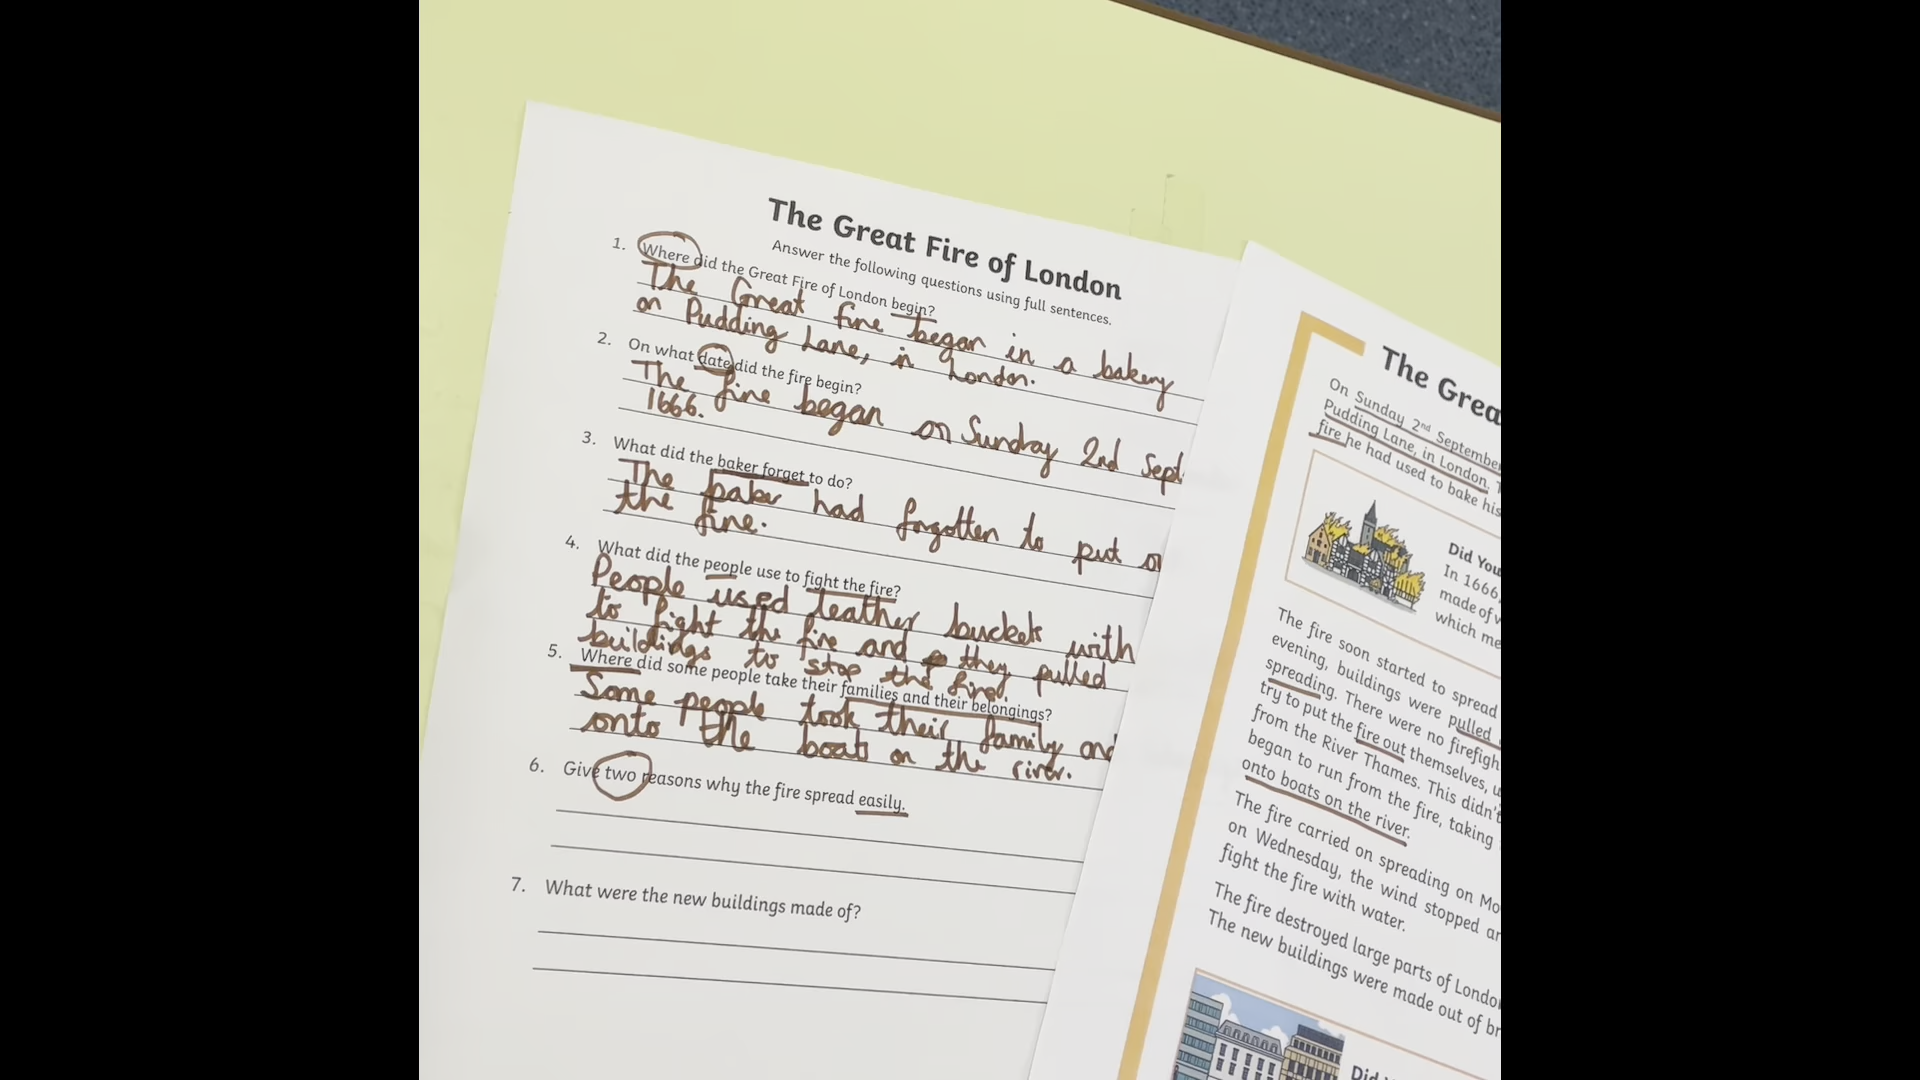 The Great Fire of London
Answer the following questions using full sentences.
1. Where did the Great Fire of London begin?
The Great fire began in a bakery
on Pudding Lane, in London.
2. On what date did the fire begin?
The fire began on Sunday 2nd Sept
1666.
3. What did the baker forget to do?
The baker had forgotten to put
the fire.
4. What did the people use to fight the fire?
People used leather buckets with
to fight the fire and they pulled
buildings to stop the fire
5. Where did some people take their families and their belongings?
Some people took their family and
onto the boats on the river.
6. Give two reasons why the fire spread easily.
7. What were the new buildings made of?
The Grea
On Sunday 2nd September
Pudding Lane, in London.
fire he had used to bake his
Did You
In 1666,
made of w
which me
The fire soon started to spread
evening, buildings were pulled
spreading. There were no firefigh
try to put the fire out themselves, u
from the River Thames. This didn't
began to run from the fire, taking
onto boats on the river.
The fire carried on spreading on Mo
on Wednesday, the wind stopped an
fight the fire with water.
The fire destroyed large parts of London
The new buildings were made out of br
Did